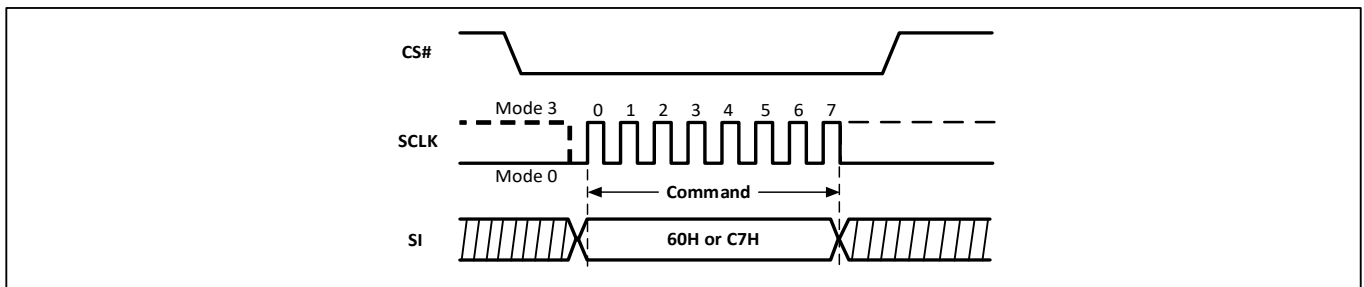 CS#
Mode 3 0 1 2 3 4 5 6 7
SCLK
Mode 0
Command
SI 60H or C7H